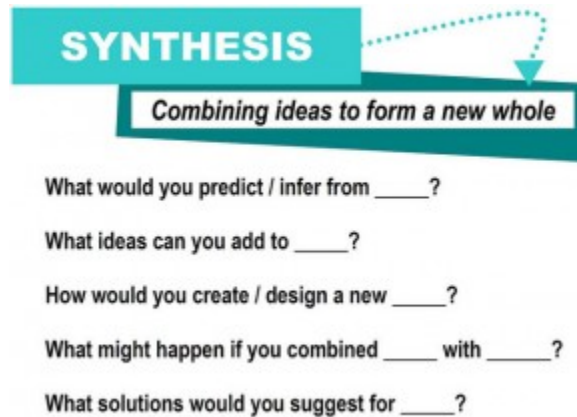 SYNTHESIS
Combining ideas to form a new whole
What would you predict / infer from _____?
What ideas can you add to _____?
How would you create / design a new _____?
What might happen if you combined _____ with ______?
What solutions would you suggest for _____?